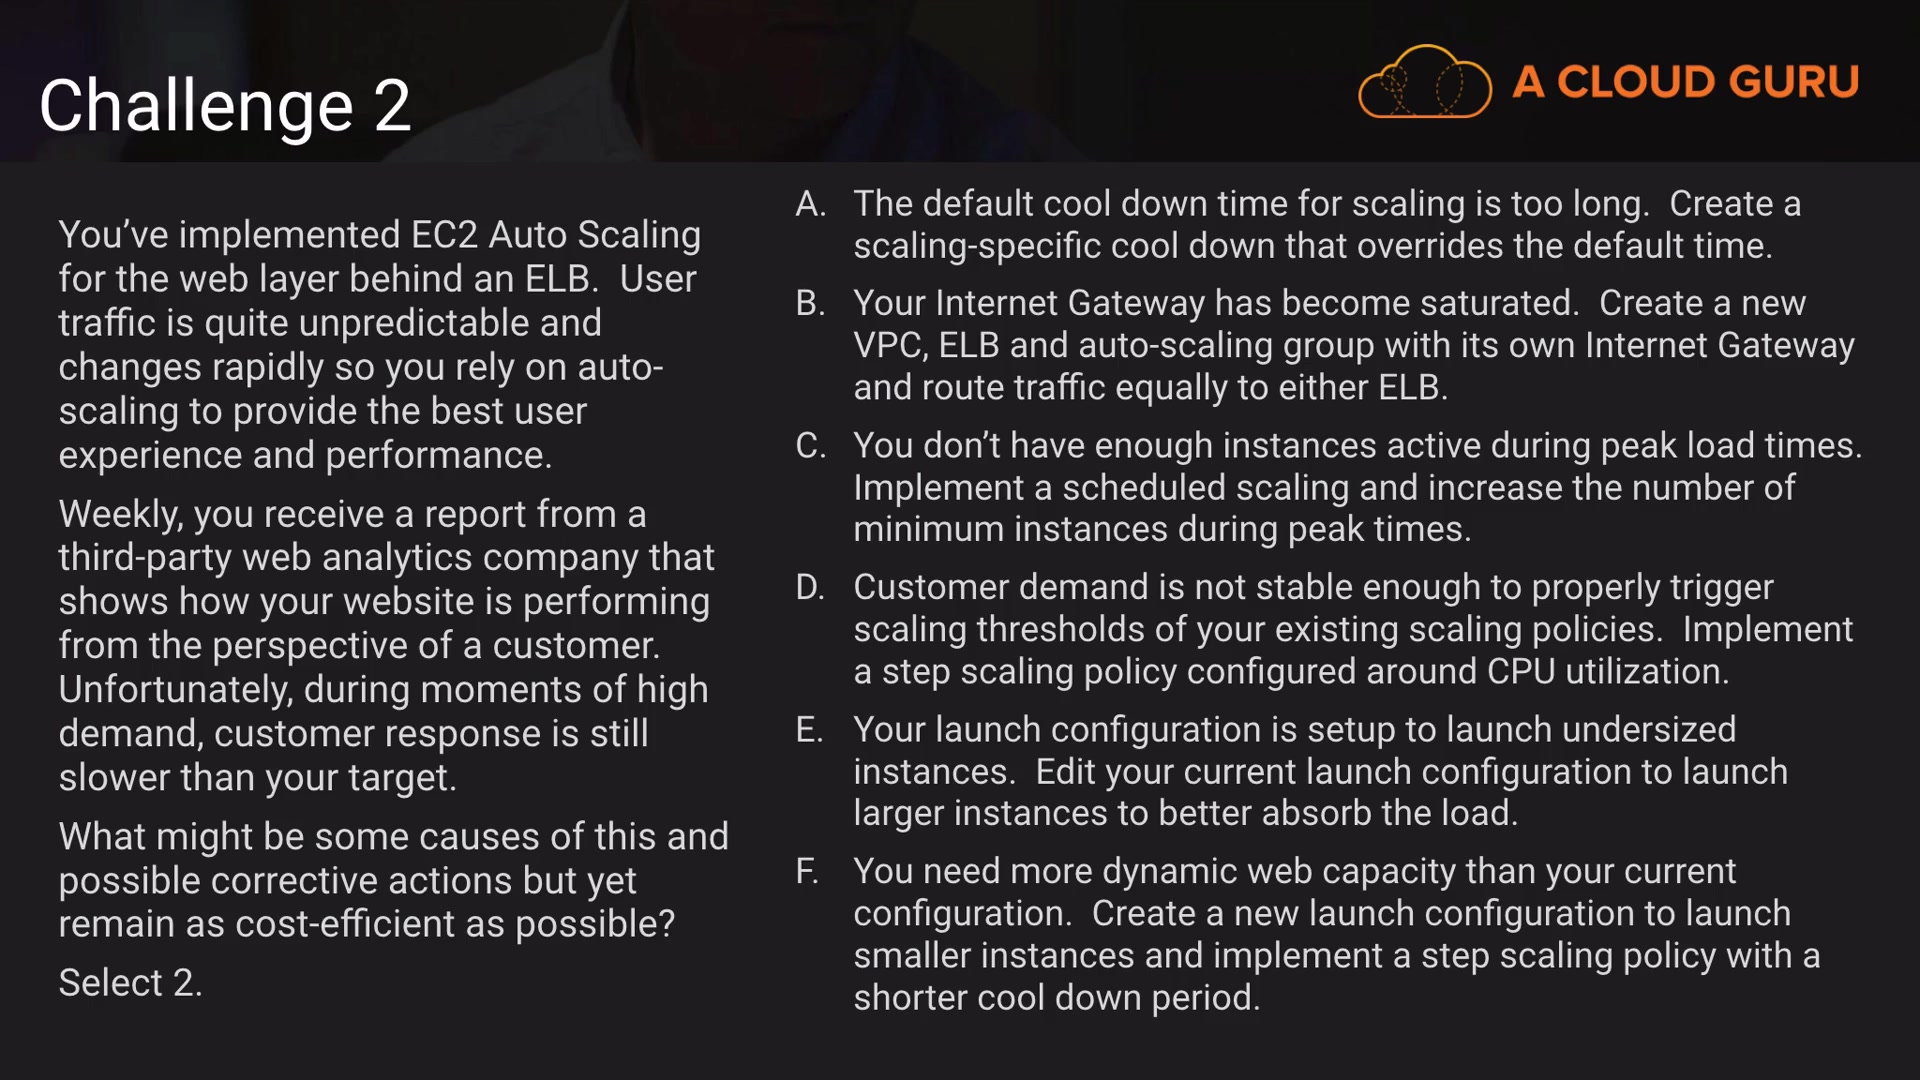 Challenge 2
A CLOUD GURU
You’ve implemented EC2 Auto Scaling
for the web layer behind an ELB.  User
traffic is quite unpredictable and
changes rapidly so you rely on auto-
scaling to provide the best user
experience and performance.
Weekly, you receive a report from a
third-party web analytics company that
shows how your website is performing
from the perspective of a customer.
Unfortunately, during moments of high
demand, customer response is still
slower than your target.
What might be some causes of this and
possible corrective actions but yet
remain as cost-efficient as possible?
Select 2.
A. The default cool down time for scaling is too long.  Create a
scaling-specific cool down that overrides the default time.
B. Your Internet Gateway has become saturated.  Create a new
VPC, ELB and auto-scaling group with its own Internet Gateway
and route traffic equally to either ELB.
C. You don’t have enough instances active during peak load times.
Implement a scheduled scaling and increase the number of
minimum instances during peak times.
D. Customer demand is not stable enough to properly trigger
scaling thresholds of your existing scaling policies.  Implement
a step scaling policy configured around CPU utilization.
E. Your launch configuration is setup to launch undersized
instances.  Edit your current launch configuration to launch
larger instances to better absorb the load.
F. You need more dynamic web capacity than your current
configuration.  Create a new launch configuration to launch
smaller instances and implement a step scaling policy with a
shorter cool down period.